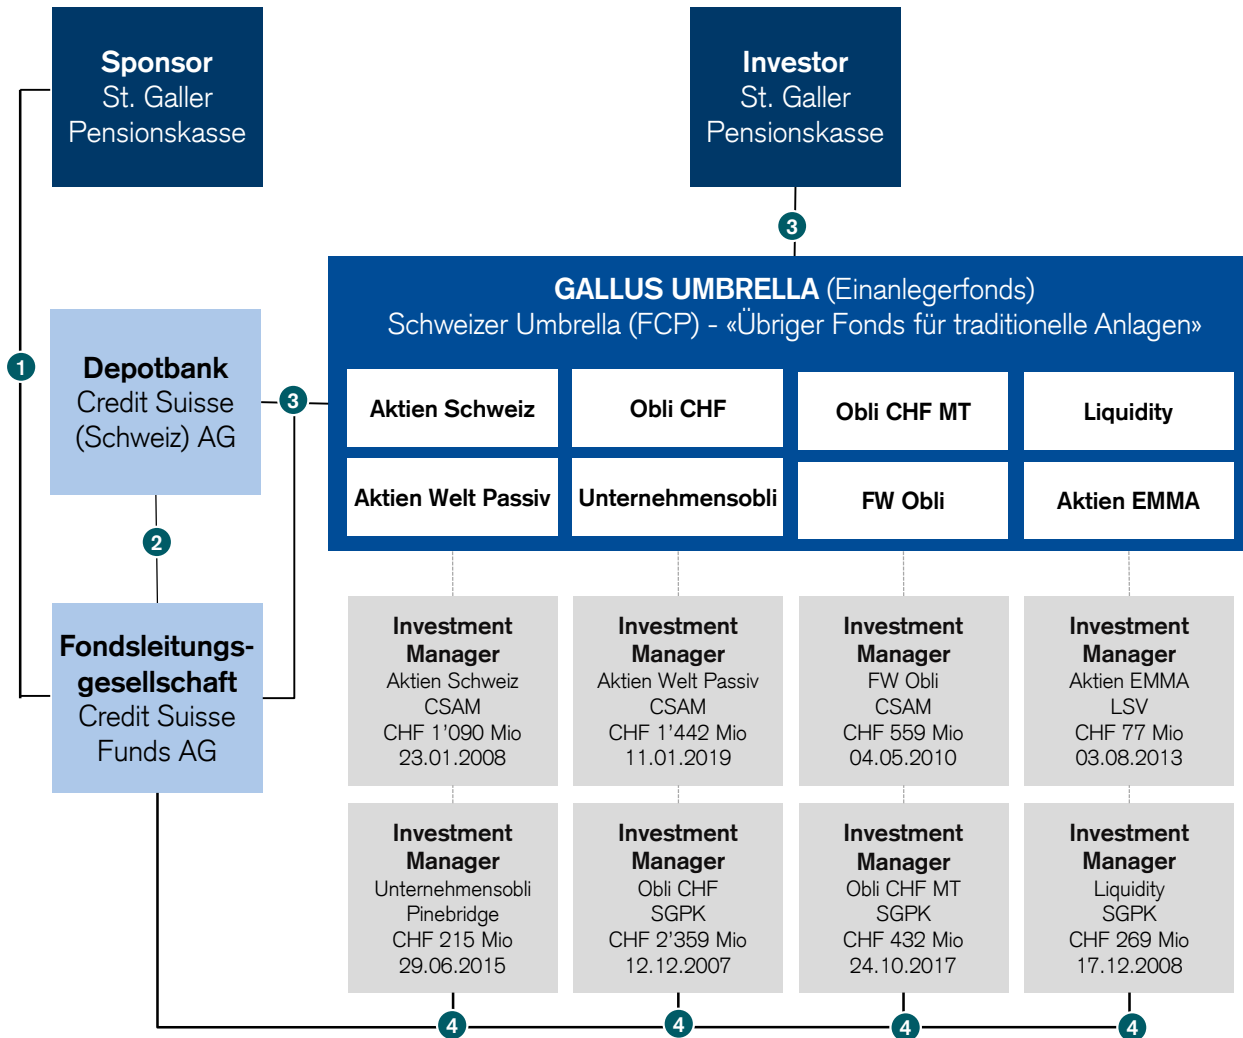 Sponsor
St. Galler
Pensionskasse
Investor
St. Galler
Pensionskasse
3
GALLUS UMBRELLA (Einanlegerfonds)
Schweizer Umbrella (FCP) - «Übriger Fonds für traditionelle Anlagen»
1
Depotbank
Credit Suisse
(Schweiz) AG
3
Aktien Schweiz
Obli CHF
Obli CHF MT
Liquidity
Aktien Welt Passiv
Unternehmensobli
FW Obli
Aktien EMMA
2
Fondsleitungs-
gesellschaft
Credit Suisse
Funds AG
Investment
Manager
Aktien Schweiz
CSAM
CHF 1’090 Mio
23.01.2008
Investment
Manager
Aktien Welt Passiv
CSAM
CHF 1’442 Mio
11.01.2019
Investment
Manager
FW Obli
CSAM
CHF 559 Mio
04.05.2010
Investment
Manager
Aktien EMMA
LSV
CHF 77 Mio
03.08.2013
Investment
Manager
Unternehmensobli
Pinebridge
CHF 215 Mio
29.06.2015
Investment
Manager
Obli CHF
SGPK
CHF 2’359 Mio
12.12.2007
Investment
Manager
Obli CHF MT
SGPK
CHF 432 Mio
24.10.2017
Investment
Manager
Liquidity
SGPK
CHF 269 Mio
17.12.2008
4
4
4
4